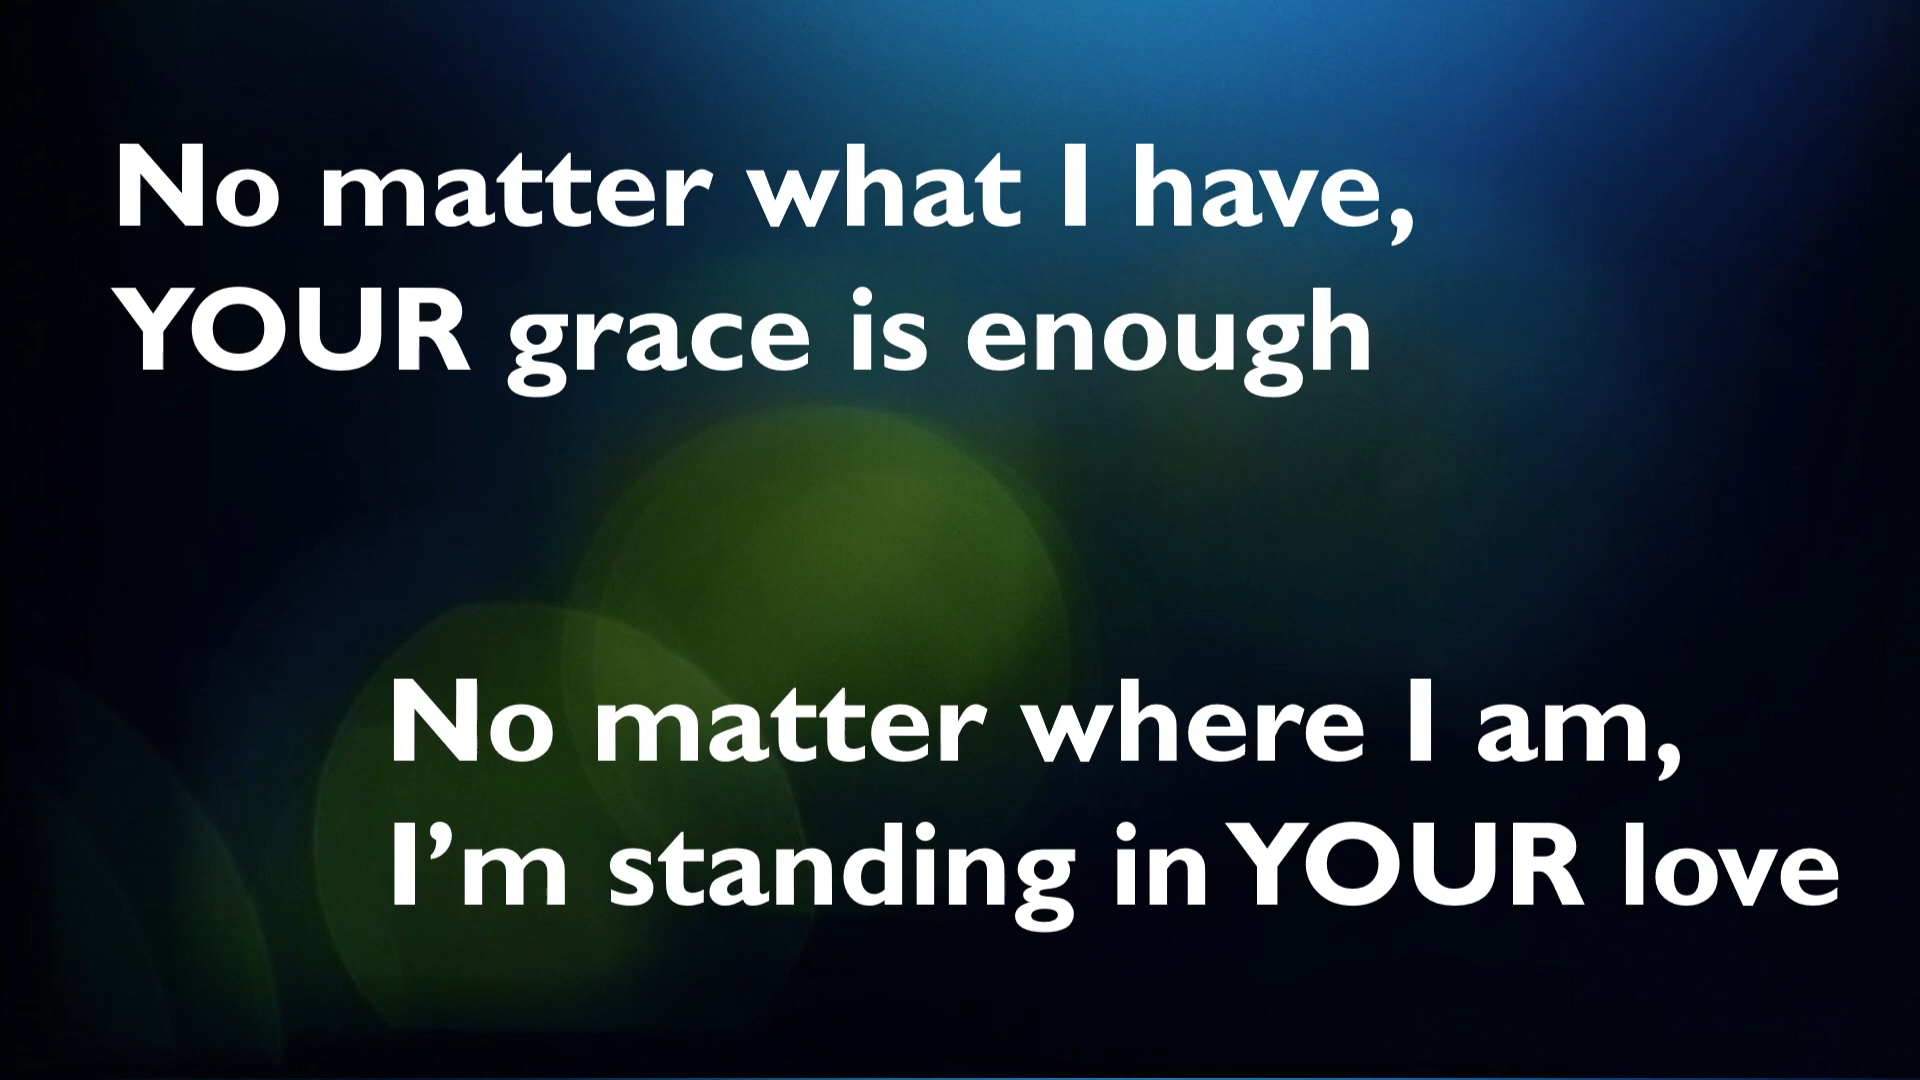 No matter what I have,
YOUR grace is enough
No matter where I am,
I’m standing in YOUR love